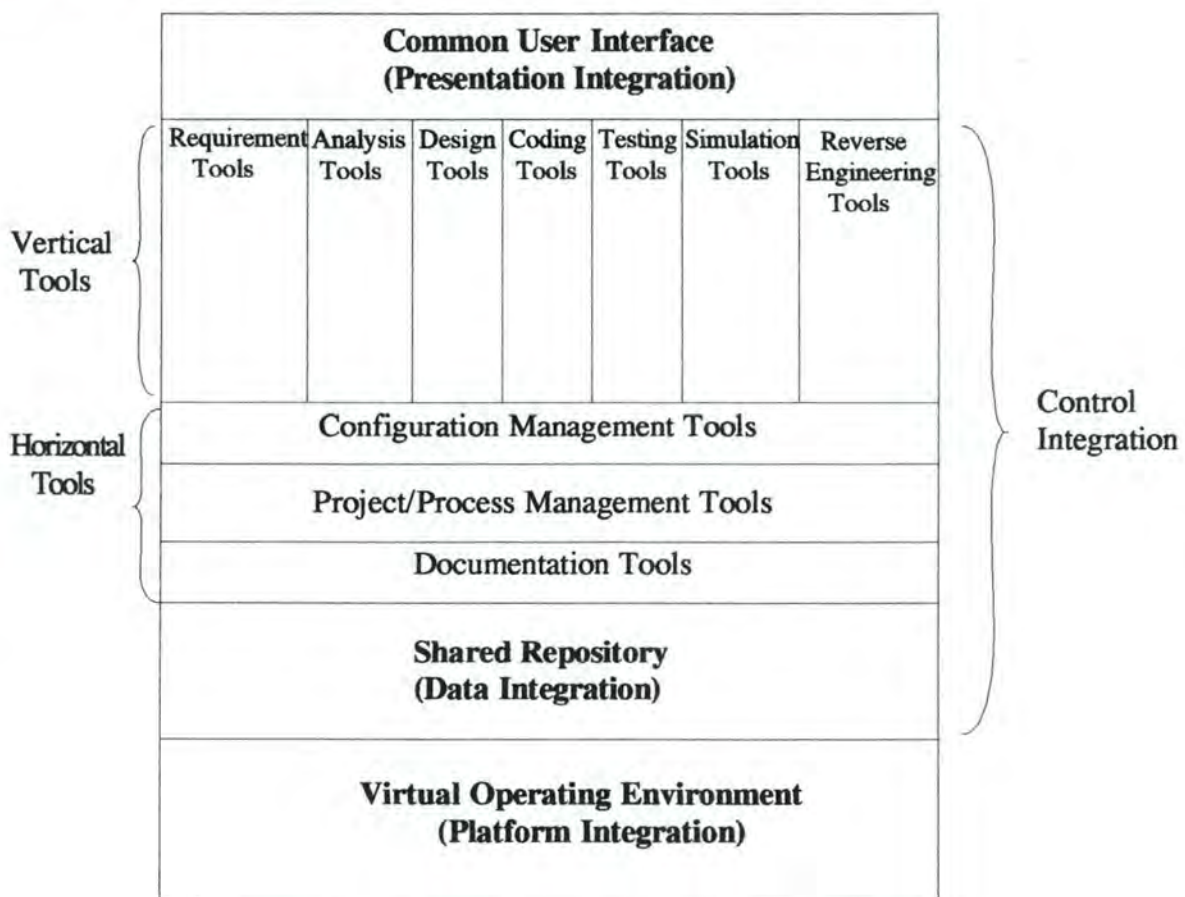 Common User Interface
(Presentation Integration)
Requirement
Tools
Analysis
Tools
Design
Tools
Coding
Tools
Testing
Tools
Simulation
Tools
Reverse
Engineering
Tools
Vertical
Tools
Horizontal
Tools
Configuration Management Tools
Project/Process Management Tools
Documentation Tools
Control
Integration
Shared Repository
(Data Integration)
Virtual Operating Environment
(Platform Integration)